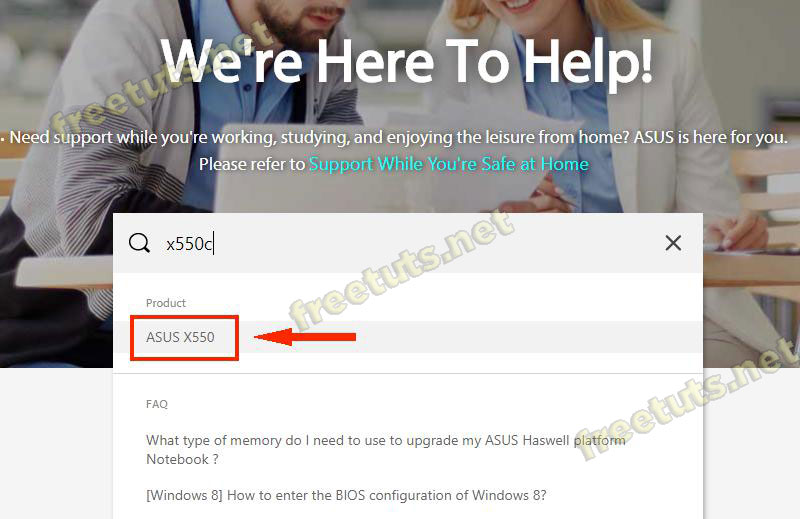 We're Here To Help!
• Need support while you're working, studying, and enjoying the leisure from home? ASUS is here for you.
Please refer to Support While You're Safe at Home
x550c
Product
ASUS X550
FAQ
What type of memory do I need to use to upgrade my ASUS Haswell platform
Notebook ?
[Windows 8] How to enter the BIOS configuration of Windows 8?
freetuts.net
freetuts.net
freetuts.net